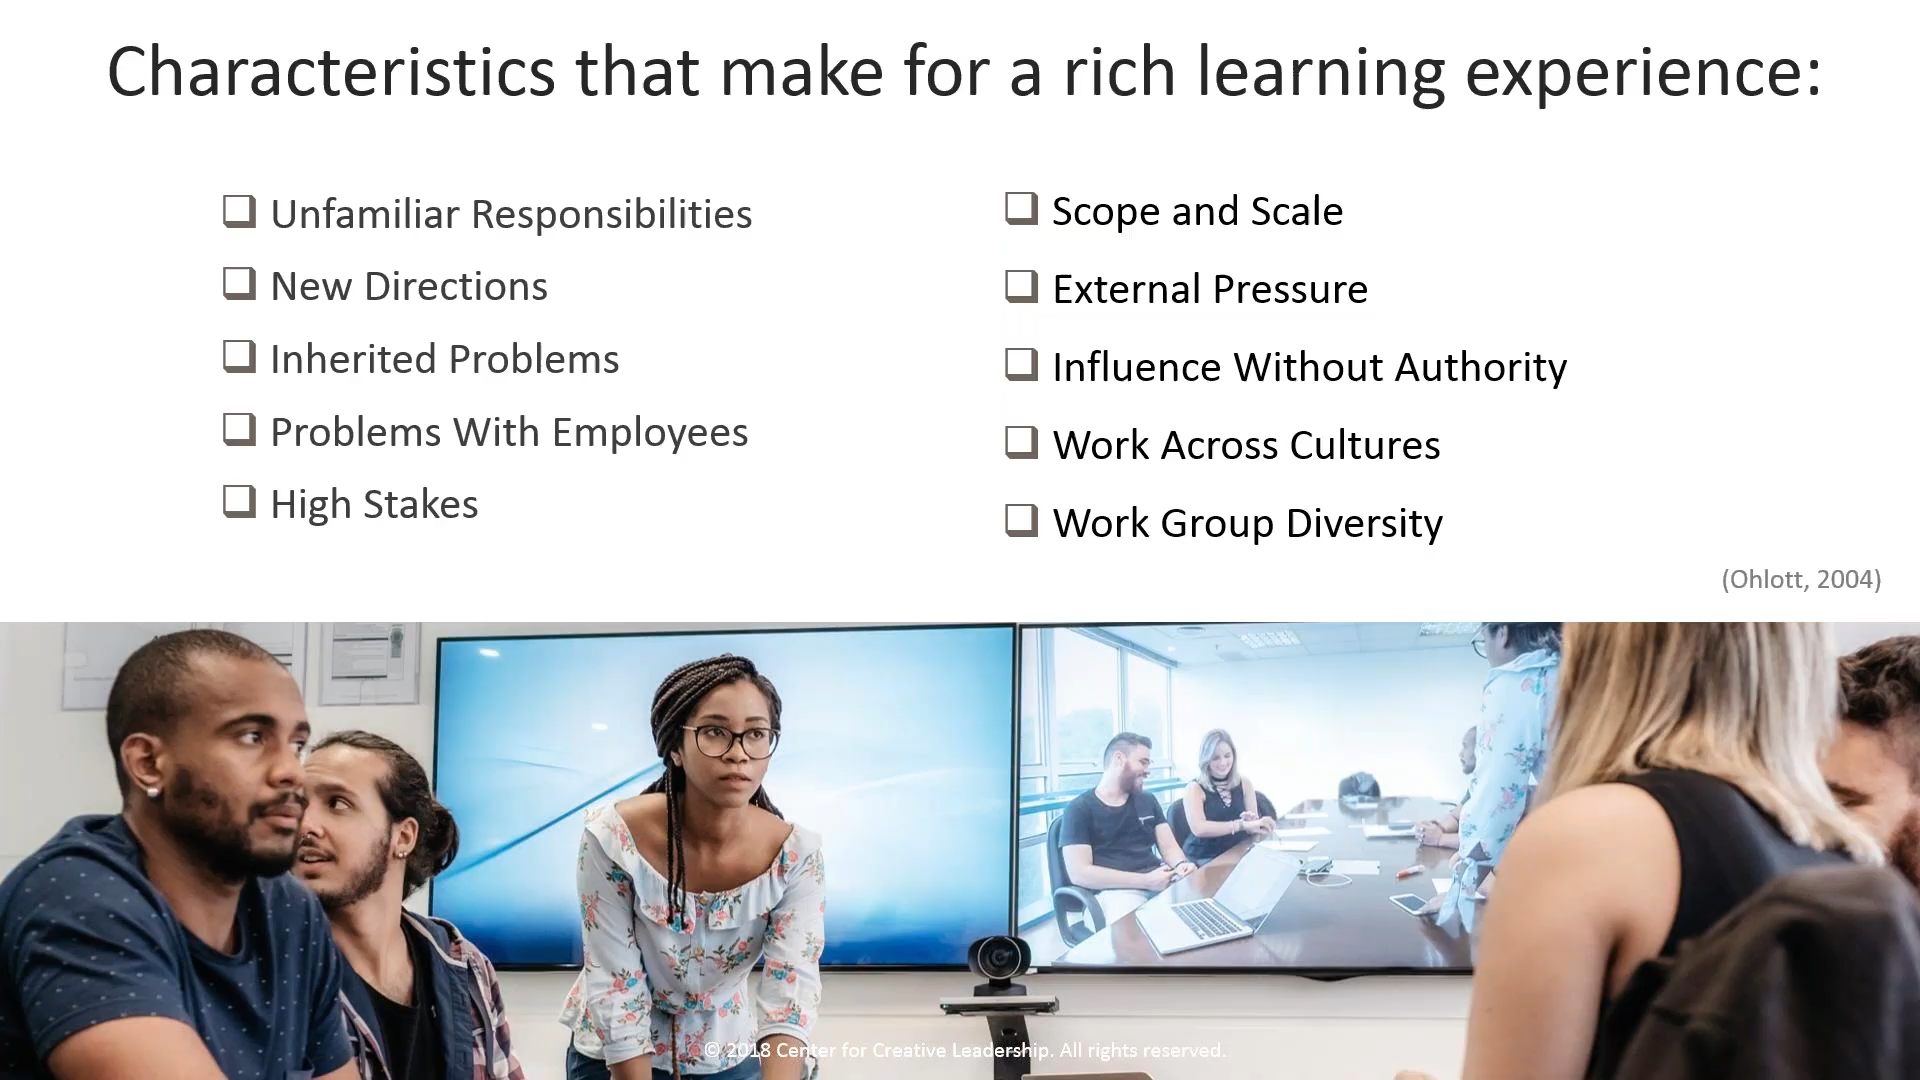 Characteristics that make for a rich learning experience:
Unfamiliar Responsibilities
New Directions
Inherited Problems
Problems With Employees
High Stakes
Scope and Scale
External Pressure
Influence Without Authority
Work Across Cultures
Work Group Diversity
(Ohlott, 2004)
© 2018 Center for Creative Leadership. All rights reserved.